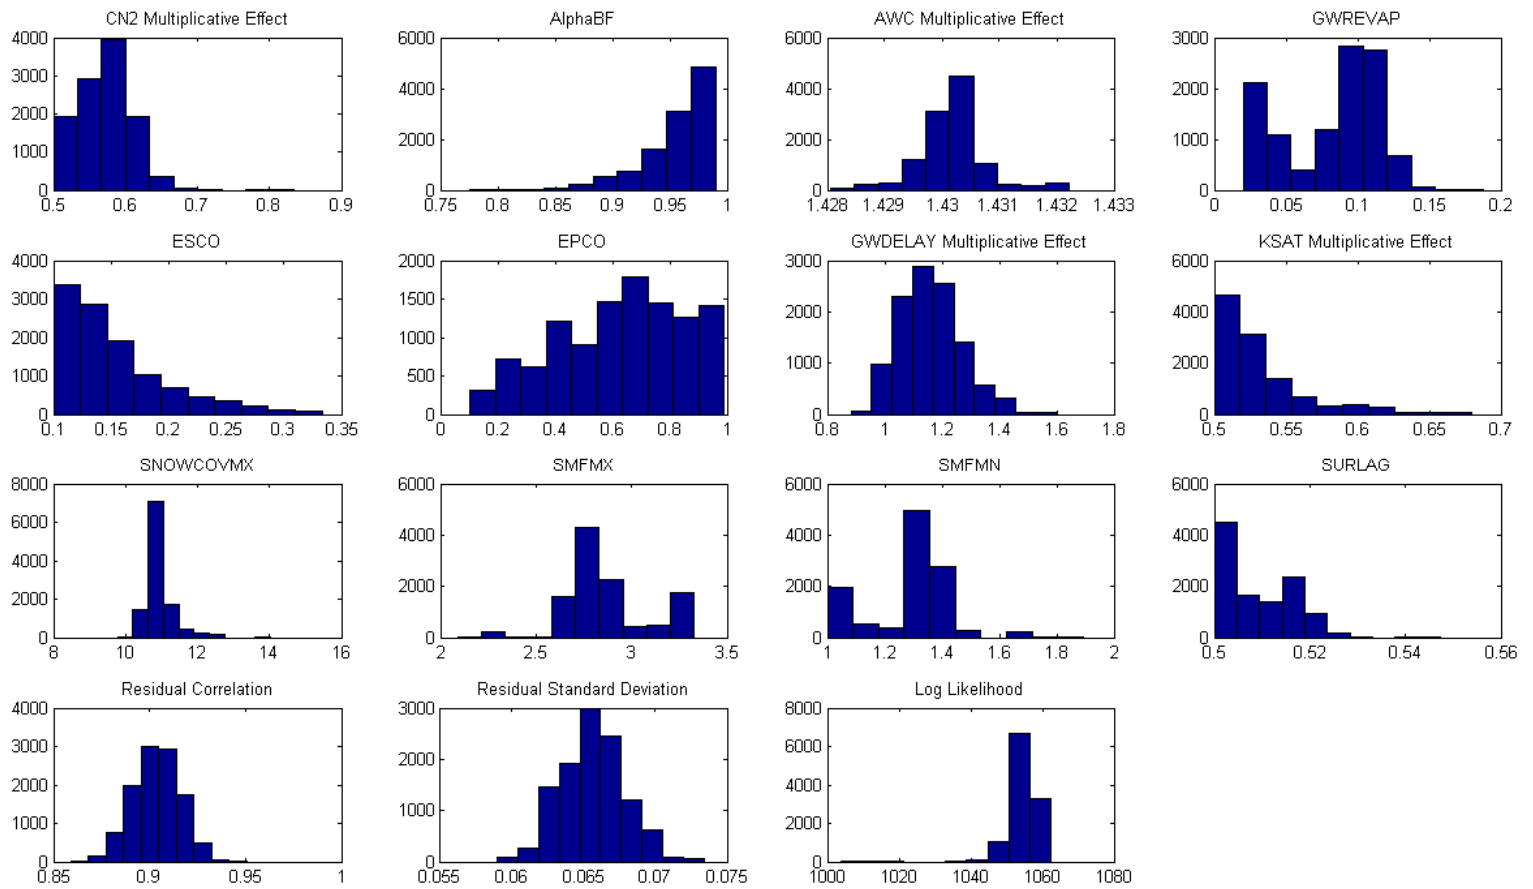 CN2 Multiplicative Effect
4000
3000
2000
1000
0
0.5 0.6 0.7 0.8 0.9
AlphaBF
6000
4000
2000
0
0.75 0.8 0.85 0.9 0.95 1
AWC Multiplicative Effect
6000
4000
2000
0
1.428 1.429 1.43 1.431 1.432 1.433
GWREVAP
3000
2000
1000
0
0 0.05 0.1 0.15 0.2
ESCO
4000
3000
2000
1000
0
0.1 0.15 0.2 0.25 0.3 0.35
EPCO
2000
1500
1000
500
0
0 0.2 0.4 0.6 0.8 1
GWDELAY Multiplicative Effect
3000
2000
1000
0
0.8 1 1.2 1.4 1.6 1.8
KSAT Multiplicative Effect
6000
4000
2000
0
0.5 0.55 0.6 0.65 0.7
SNOWCOVMX
8000
6000
4000
2000
0
8 10 12 14 16
SMFMX
6000
4000
2000
0
2 2.5 3 3.5
SMFMN
6000
4000
2000
0
1 1.2 1.4 1.6 1.8 2
SURLAG
6000
4000
2000
0
0.5 0.52 0.54 0.56
Residual Correlation
4000
3000
2000
1000
0
0.85 0.9 0.95 1
Residual Standard Deviation
3000
2000
1000
0
0.055 0.06 0.065 0.07 0.075
Log Likelihood
8000
6000
4000
2000
0
1000 1020 1040 1060 1080